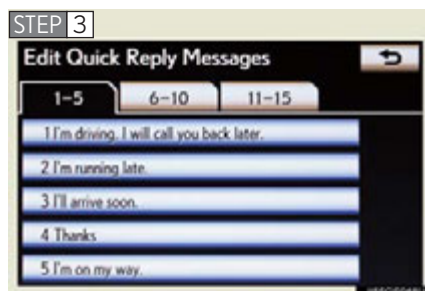 STEP 3
Edit Quick Reply Messages
1-5 6-10 11-15
1 I'm driving. I will call you back later.
2 I'm running late.
3 I'll arrive soon.
4 Thanks
5 I'm on my way.